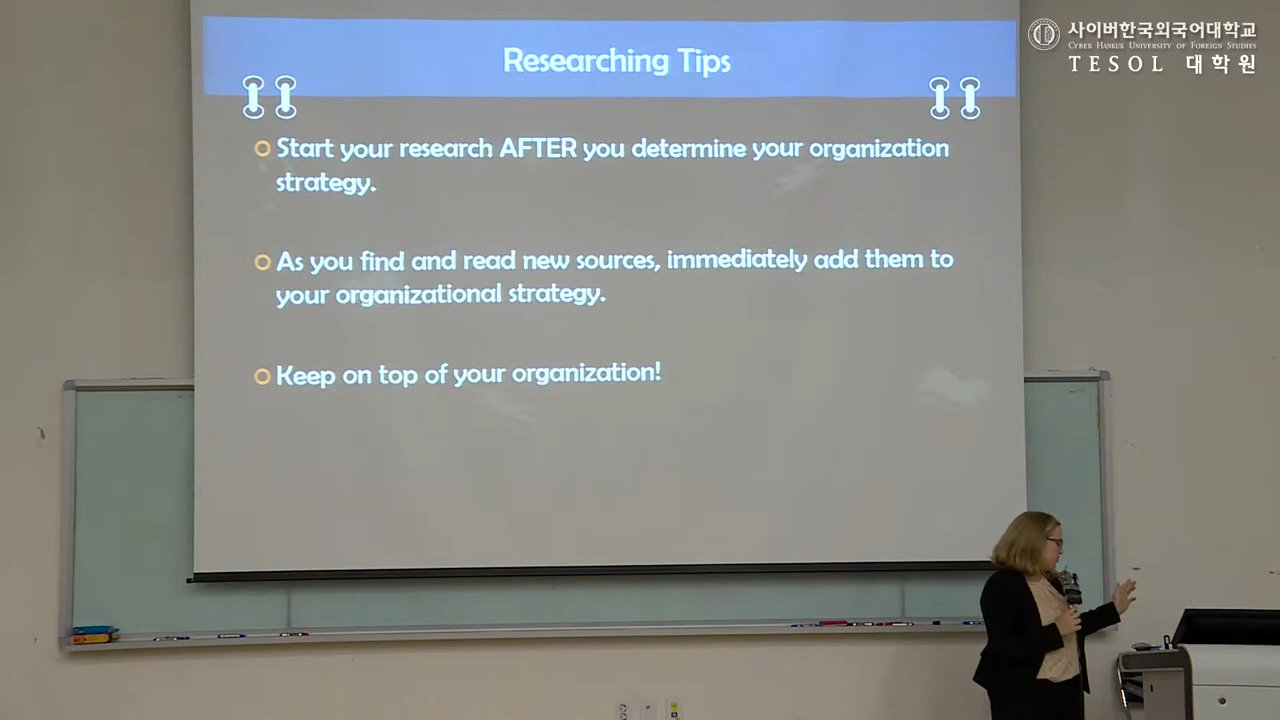 Researching Tips
Start your research AFTER you determine your organization
strategy.
As you find and read new sources, immediately add them to
your organizational strategy.
Keep on top of your organization!
사이버한국외국어대학교
CYBER HANKUK UNIVERSITY OF FOREIGN STUDIES
TESOL 대학원